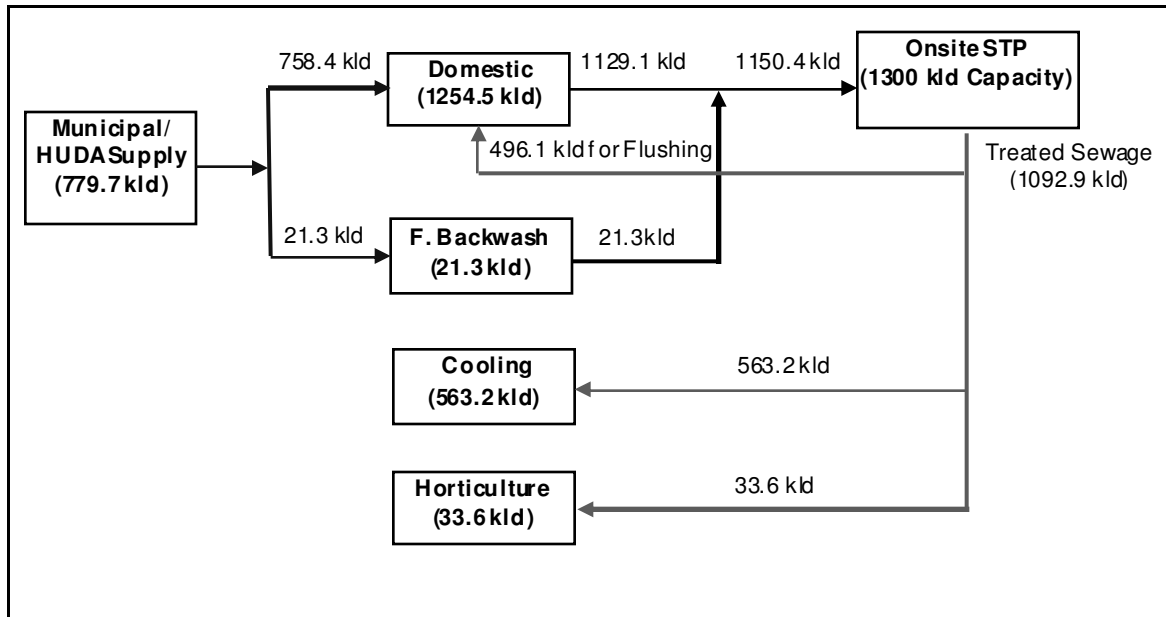 758.4 kld
Domestic
(1254.5 kld)
1129.1 kld
1150.4 kld
Onsite STP
(1300 kld Capacity)
Municipal/
HUDA Supply
(779.7 kld)
496.1 kld for Flushing
Treated Sewage
(1092.9 kld)
21.3 kld
F. Backwash
(21.3 kld)
21.3 kld
Cooling
(563.2 kld)
563.2 kld
Horticulture
(33.6 kld)
33.6 kld